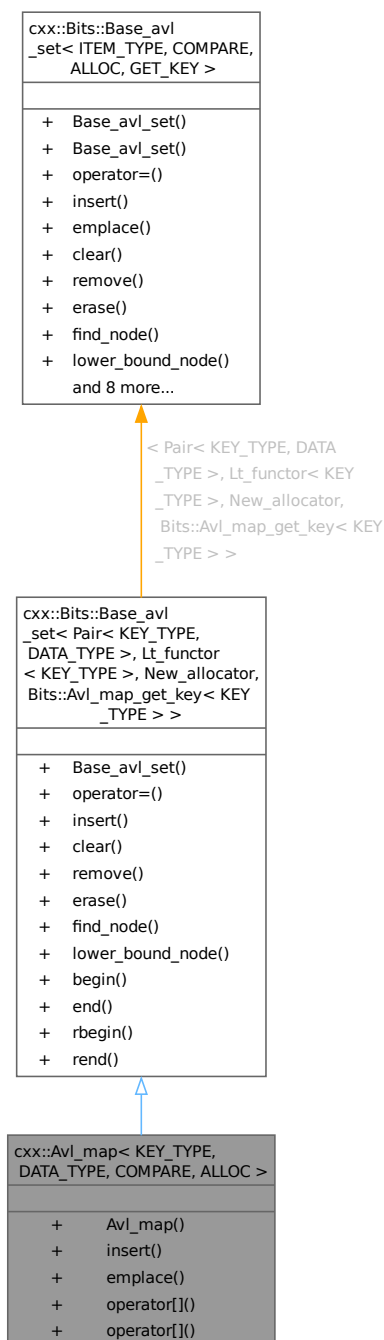 cxx::Bits::Base_avl
_set< ITEM_TYPE, COMPARE,
ALLOC, GET_KEY >
+ Base_avl_set()
+ Base_avl_set()
+ operator=()
+ insert()
+ emplace()
+ clear()
+ remove()
+ erase()
+ find_node()
+ lower_bound_node()
and 8 more...
< Pair< KEY_TYPE, DATA
_TYPE >, Lt_functor< KEY
_TYPE >, New_allocator,
Bits::Avl_map_get_key< KEY
_TYPE > >
cxx::Bits::Base_avl
_set< Pair< KEY_TYPE,
DATA_TYPE >, Lt_functor
< KEY_TYPE >, New_allocator,
Bits::Avl_map_get_key< KEY
_TYPE > >
+ Base_avl_set()
+ operator=()
+ insert()
+ clear()
+ remove()
+ erase()
+ find_node()
+ lower_bound_node()
+ begin()
+ end()
+ rbegin()
+ rend()
cxx::Avl_map< KEY_TYPE,
DATA_TYPE, COMPARE, ALLOC >
+ Avl_map()
+ insert()
+ emplace()
+ operator[]()
+ operator[]()